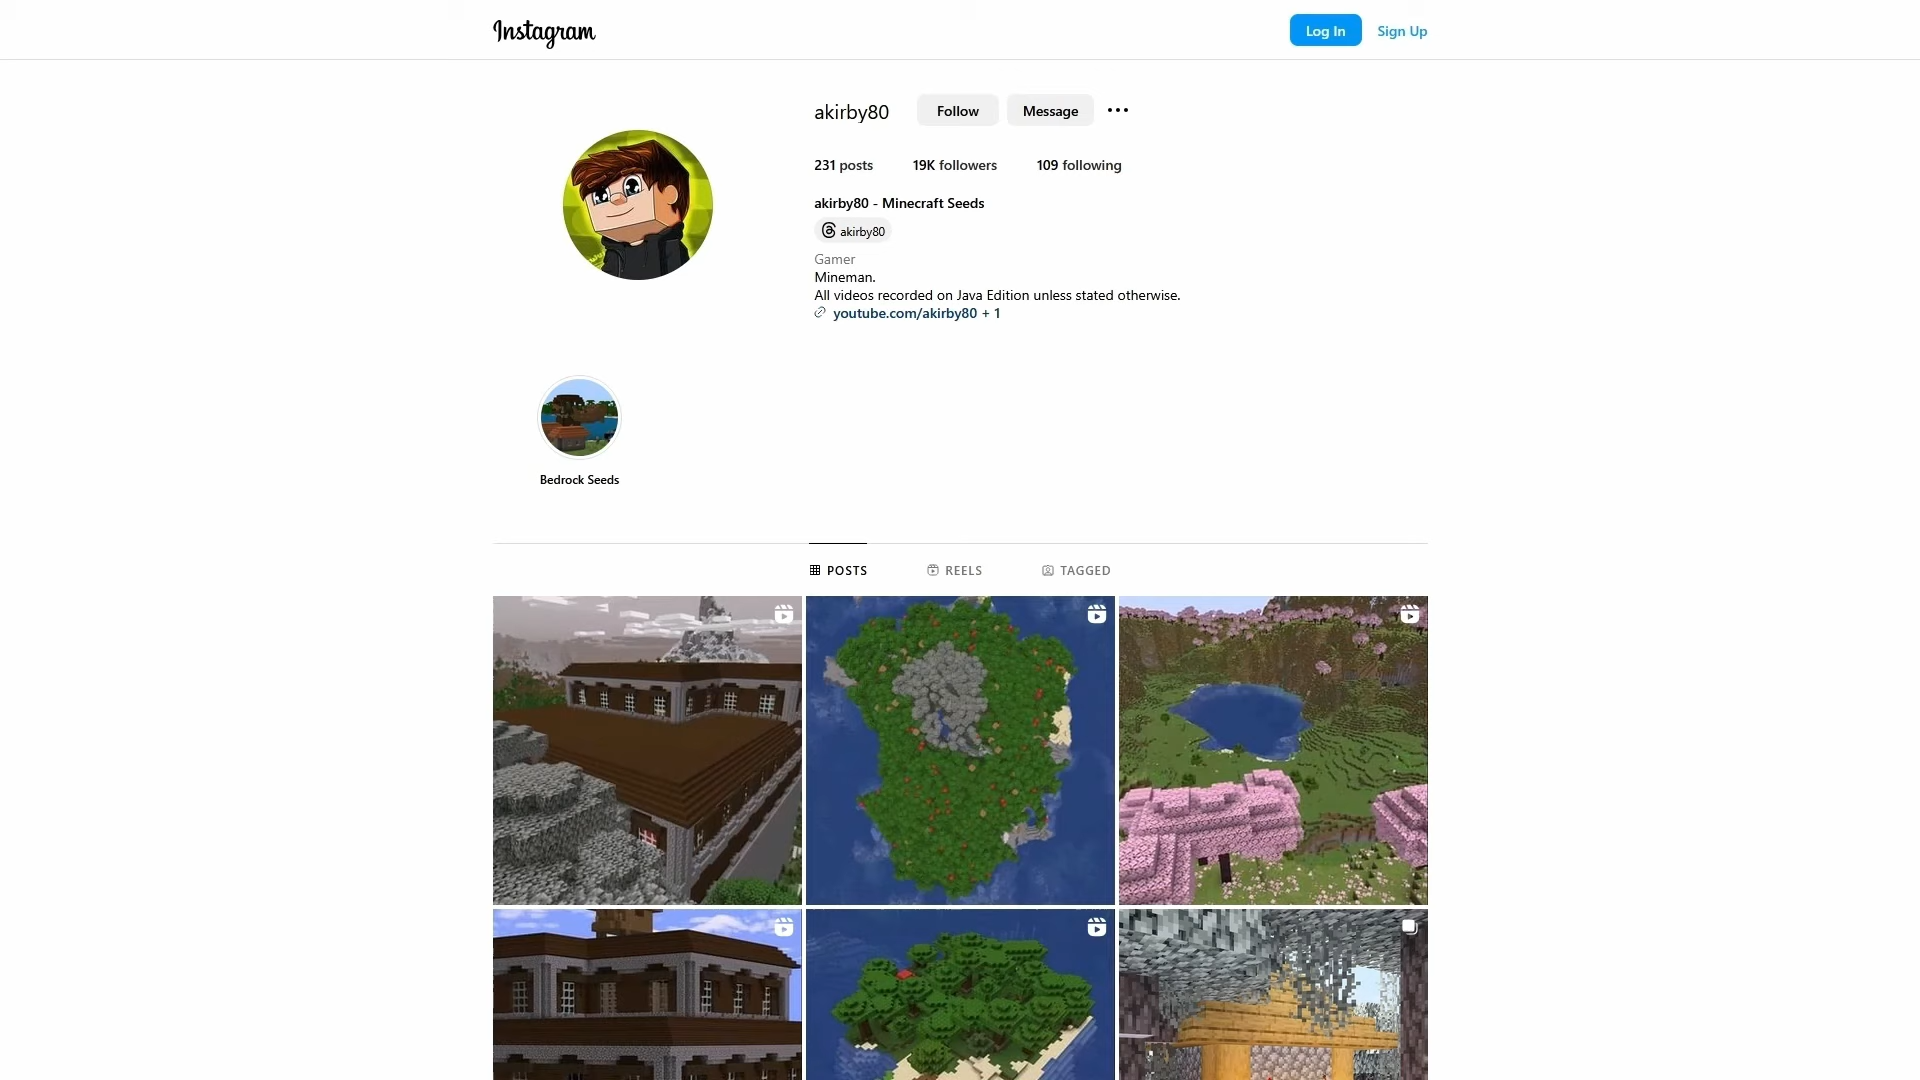 Instagram
Log In
Sign Up
akirby80
Follow
Message
231 posts
19K followers
109 following
akirby80 - Minecraft Seeds
akirby80
Gamer
Mineman.
All videos recorded on Java Edition unless stated otherwise.
youtube.com/akirby80 + 1
Bedrock Seeds
POSTS
REELS
TAGGED